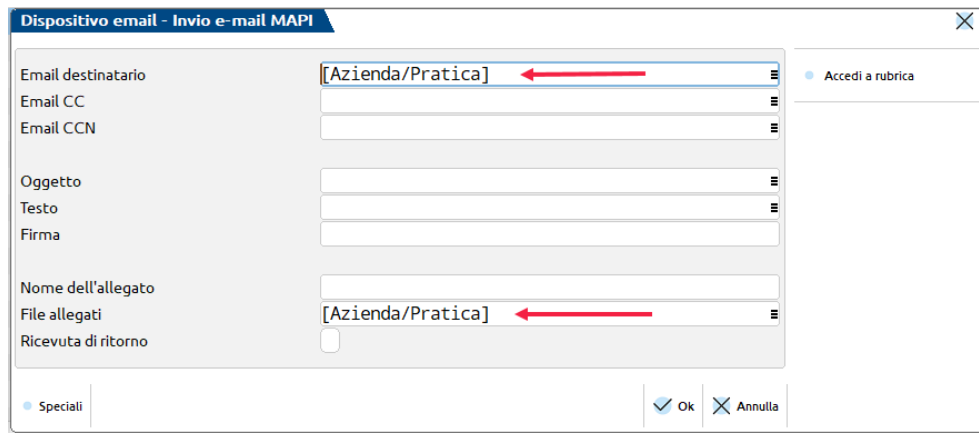 Dispositivo email - Invio e-mail MAPI
Email destinatario [Azienda/Pratica]
Accedi a rubrica
Email CC
Email CCN
Oggetto
Testo
Firma
Nome dell'allegato
File allegati [Azienda/Pratica]
Ricevuta di ritorno
Speciali Ok Annulla